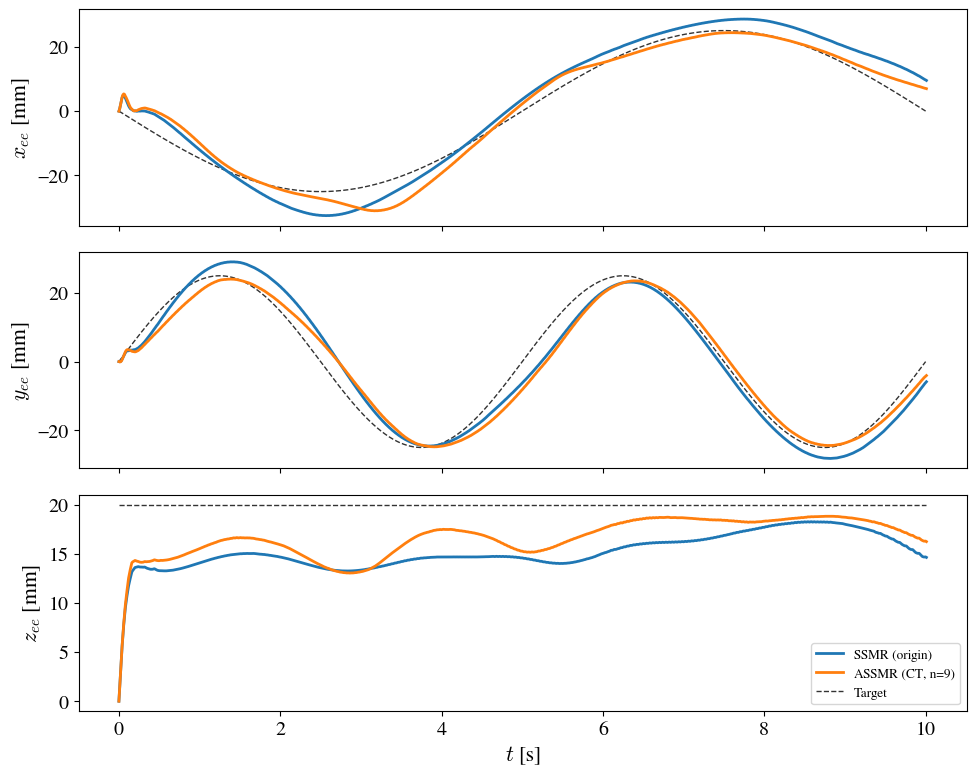 20
0
−20
x_ee [mm]
20
0
−20
y_ee [mm]
20
15
10
5
0
z_ee [mm]
SSMR (origin)
ASSMR (CT, n=9)
Target
0 2 4 6 8 10
t [s]